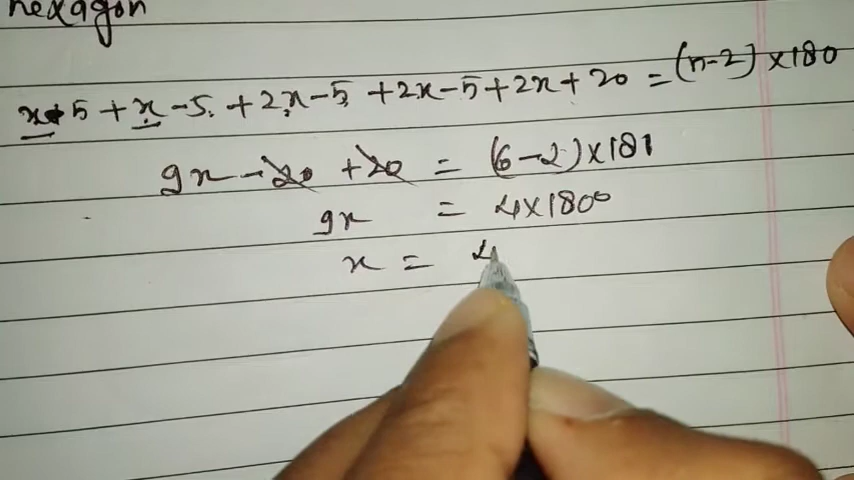 hexagon
x-5 + x-5 + 2x-5 + 2x-5 + 2x + 20 = (n-2) ×180
9x - 20 + 20 = (6-2)×181
9x = 4×180°
x = 4